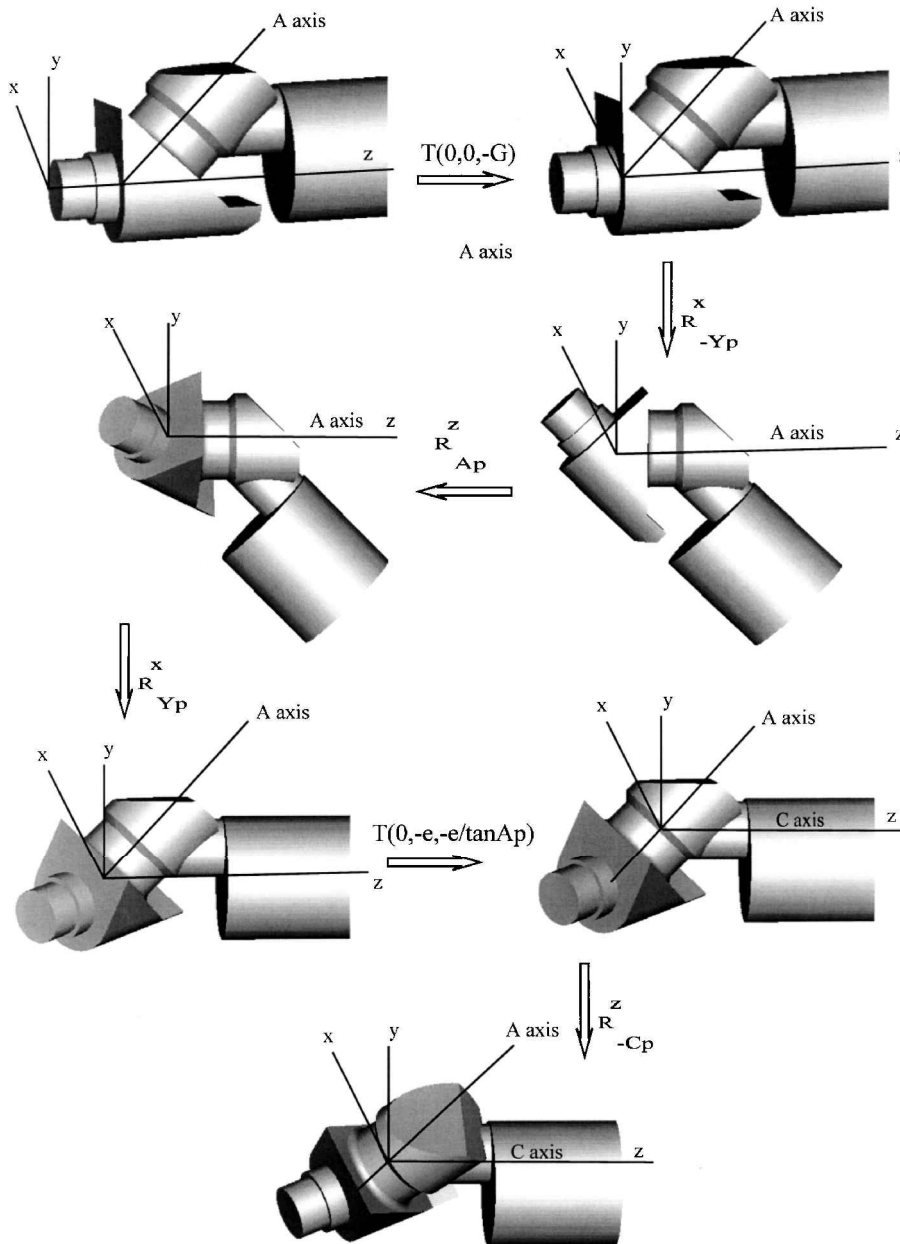 A axis
y
x
z
T(0,0,-G)
A axis
y
x
z
A axis
R x -Yp
x
y
A axis
z
R z Ap
x
y
A axis
z
R x Yp
A axis
y
x
z
T(0,-e,-e/tanAp)
A axis
y
x
C axis
z
R z -Cp
A axis
y
x
C axis
z